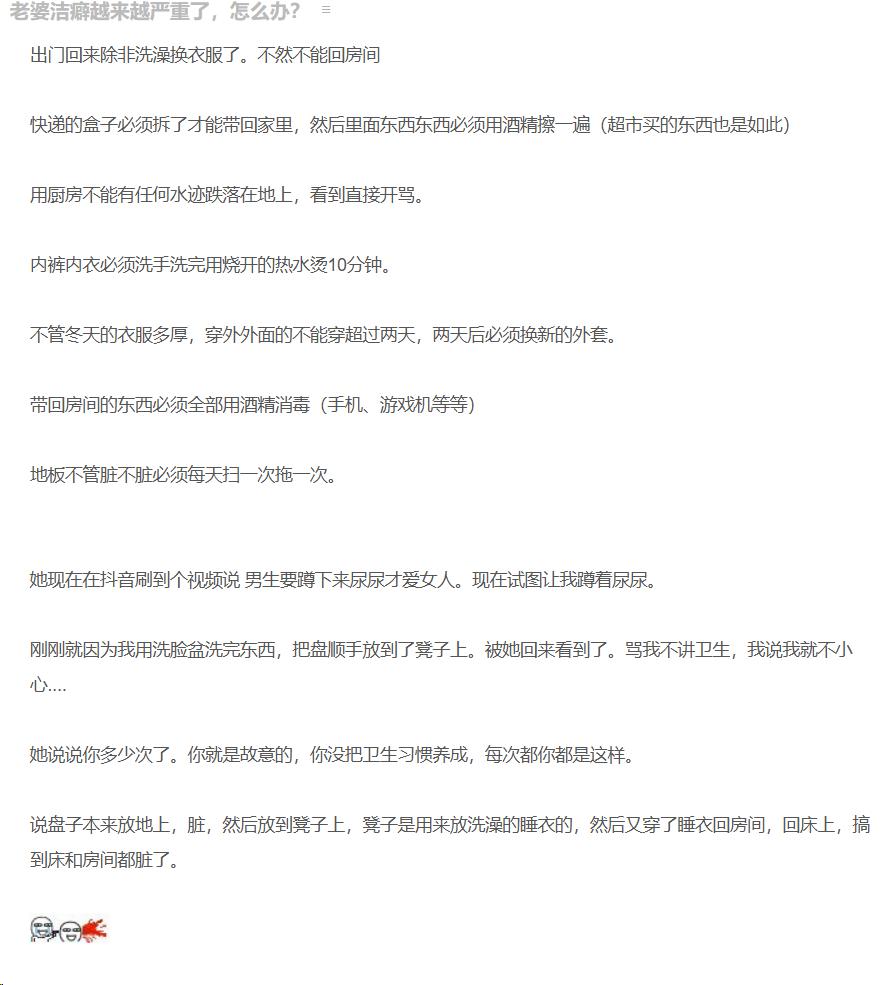 老婆洁癖越来越严重了，怎么办？
出门回来除非洗澡换衣服了。不然不能回房间
快递的盒子必须拆了才能带回家里，然后里面东西东西必须用酒精擦一遍（超市买的东西也是如此）
用厨房不能有任何水迹跌落在地上，看到直接开骂。
内裤内衣必须洗手洗完用烧开的热水烫10分钟。
不管冬天的衣服多厚，穿外外面的不能穿超过两天，两天后必须换新的外套。
带回房间的东西必须全部用酒精消毒（手机、游戏机等等）
地板不管脏不脏必须每天扫一次拖一次。
她现在在抖音刷到个视频说 男生要蹲下来尿尿才爱女人。现在试图让我蹲着尿尿。
刚刚就因为我用洗脸盆洗完东西，把盘顺手放到了凳子上。被她回来看到了。骂我不讲卫生，我说我就不小
心....
她说说你多少次了。你就是故意的，你没把卫生习惯养成，每次都你都是这样。
说盘子本来放地上，脏，然后放到凳子上，凳子是用来放洗澡的睡衣的，然后又穿了睡衣回房间，回床上，搞
到床和房间都脏了。